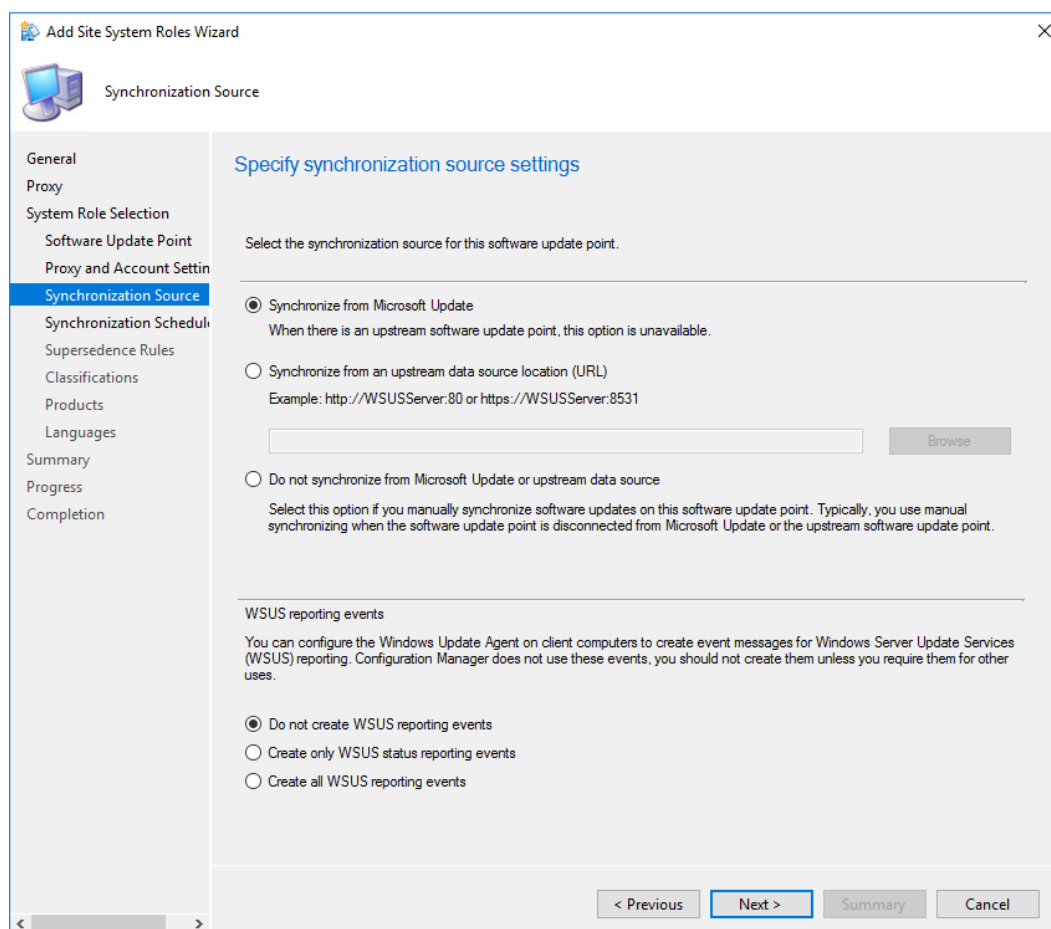 Add Site System Roles Wizard
Synchronization Source
General
Proxy
System Role Selection
Software Update Point
Proxy and Account Settin
Synchronization Source
Synchronization Schedul
Supersedence Rules
Classifications
Products
Languages
Summary
Progress
Completion
Specify synchronization source settings
Select the synchronization source for this software update point.
Synchronize from Microsoft Update
When there is an upstream software update point, this option is unavailable.
Synchronize from an upstream data source location (URL)
Example: http://WSUSServer:80 or https://WSUSServer:8531
Browse
Do not synchronize from Microsoft Update or upstream data source
Select this option if you manually synchronize software updates on this software update point. Typically, you use manual
synchronizing when the software update point is disconnected from Microsoft Update or the upstream software update point.
WSUS reporting events
You can configure the Windows Update Agent on client computers to create event messages for Windows Server Update Services
(WSUS) reporting. Configuration Manager does not use these events, you should not create them unless you require them for other
uses.
Do not create WSUS reporting events
Create only WSUS status reporting events
Create all WSUS reporting events
< Previous
Next >
Summary
Cancel